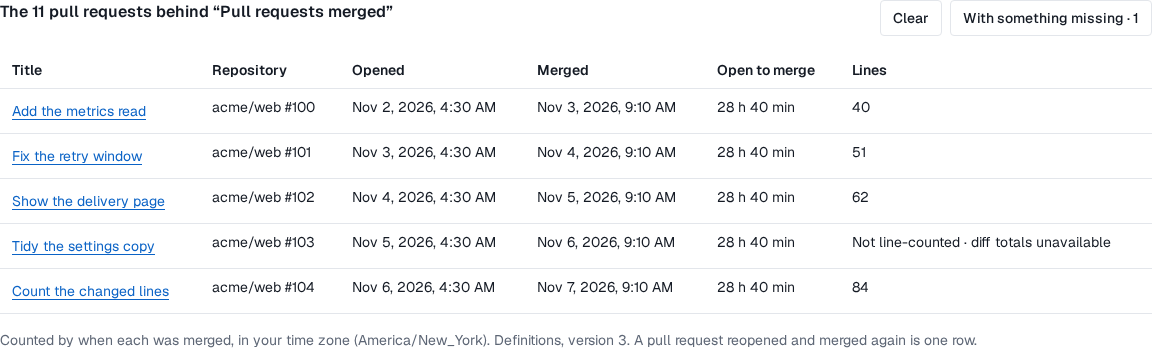 The 11 pull requests behind “Pull requests merged”
Clear
With something missing · 1
Title Repository Opened Merged Open to merge Lines
Add the metrics read acme/web #100 Nov 2, 2026, 4:30 AM Nov 3, 2026, 9:10 AM 28 h 40 min 40
Fix the retry window acme/web #101 Nov 3, 2026, 4:30 AM Nov 4, 2026, 9:10 AM 28 h 40 min 51
Show the delivery page acme/web #102 Nov 4, 2026, 4:30 AM Nov 5, 2026, 9:10 AM 28 h 40 min 62
Tidy the settings copy acme/web #103 Nov 5, 2026, 4:30 AM Nov 6, 2026, 9:10 AM 28 h 40 min Not line-counted · diff totals unavailable
Count the changed lines acme/web #104 Nov 6, 2026, 4:30 AM Nov 7, 2026, 9:10 AM 28 h 40 min 84
Counted by when each was merged, in your time zone (America/New_York). Definitions, version 3. A pull request reopened and merged again is one row.